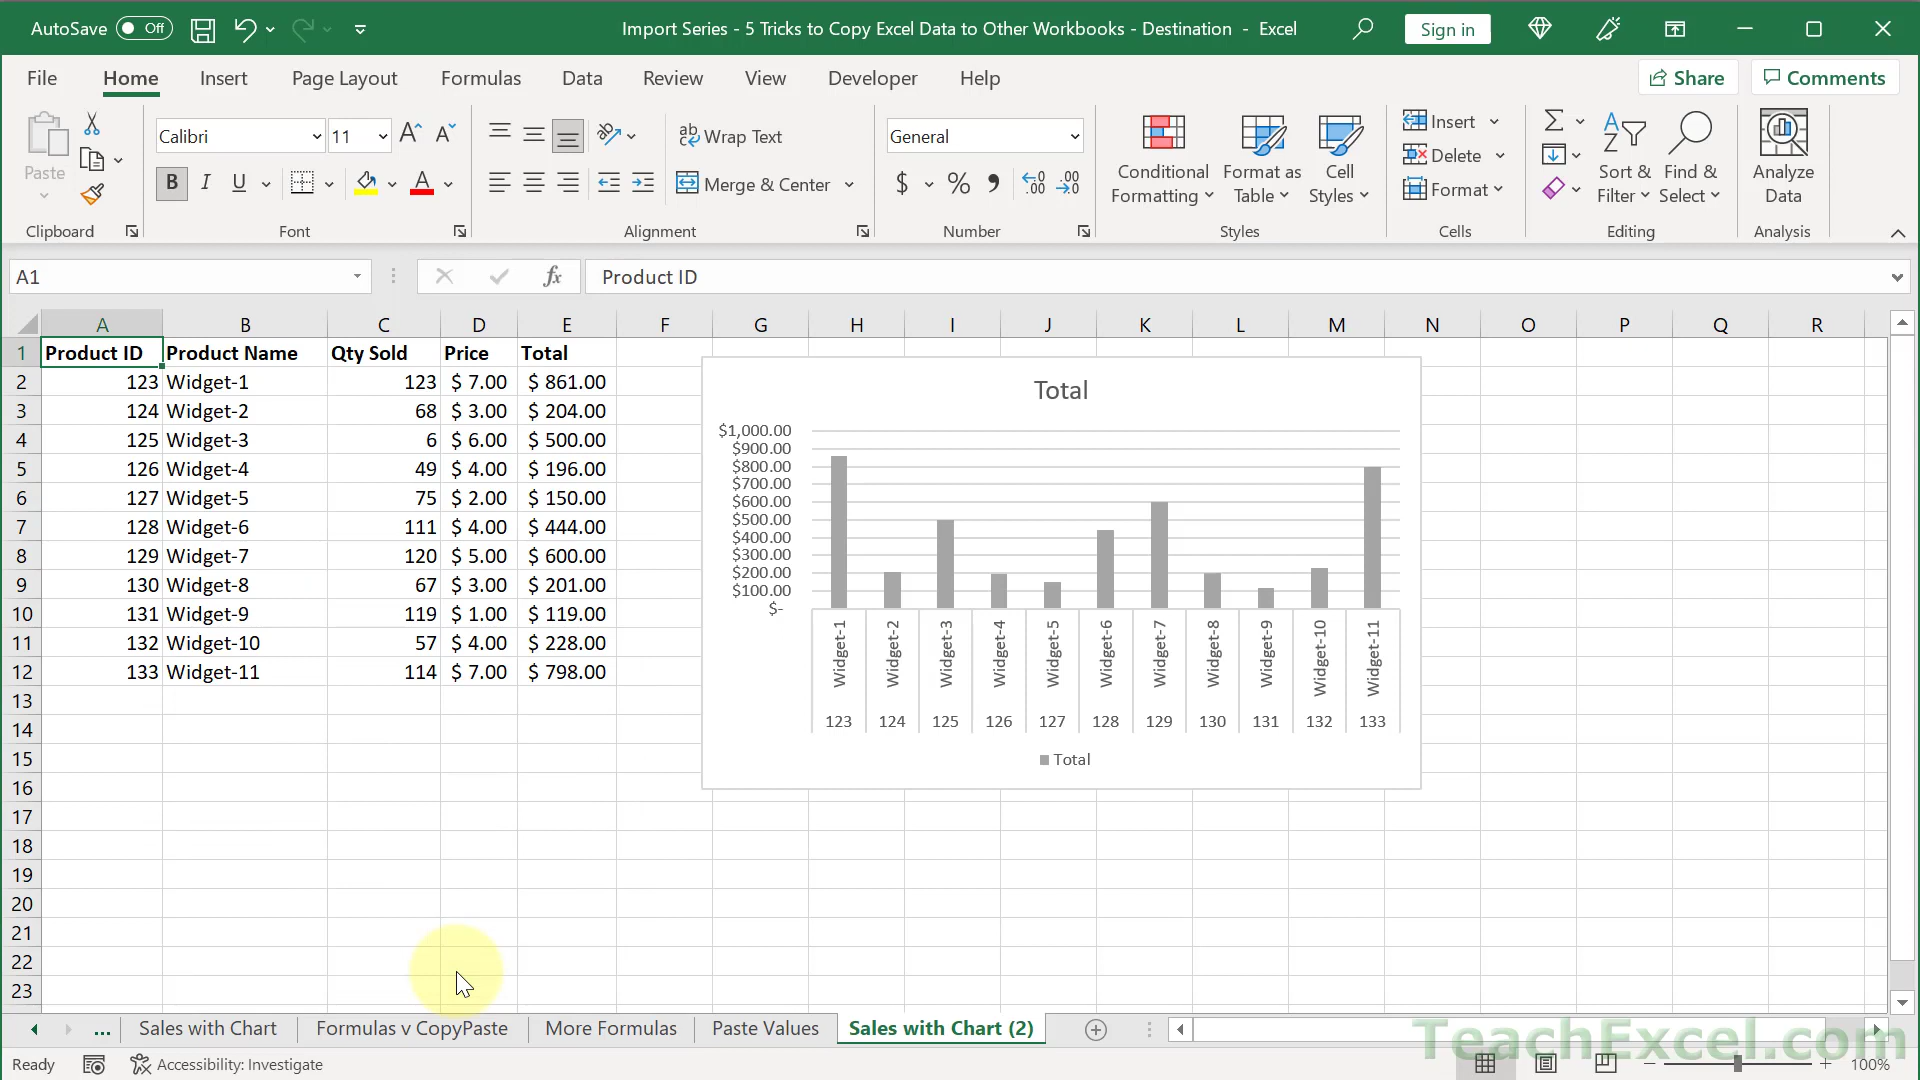 AutoSave Off Import Series - 5 Tricks to Copy Excel Data to Other Workbooks - Destination - Excel Sign in
File Home Insert Page Layout Formulas Data Review View Developer Help Share Comments
Paste
Clipboard
Calibri 11
B I U
Font
Wrap Text
Merge & Center
Alignment
General
$ % 9
Number
Conditional Formatting
Format as Table
Cell Styles
Styles
Insert
Delete
Format
Cells
Sort & Filter
Find & Select
Editing
Analyze Data
Analysis
A1 fx Product ID
A B C D E F G H I J K L M N O P Q R
1 Product ID Product Name Qty Sold Price Total
2 123 Widget-1 123 $ 7.00 $ 861.00
3 124 Widget-2 68 $ 3.00 $ 204.00
4 125 Widget-3 6 $ 6.00 $ 500.00
5 126 Widget-4 49 $ 4.00 $ 196.00
6 127 Widget-5 75 $ 2.00 $ 150.00
7 128 Widget-6 111 $ 4.00 $ 444.00
8 129 Widget-7 120 $ 5.00 $ 600.00
9 130 Widget-8 67 $ 3.00 $ 201.00
10 131 Widget-9 119 $ 1.00 $ 119.00
11 132 Widget-10 57 $ 4.00 $ 228.00
12 133 Widget-11 114 $ 7.00 $ 798.00
13
14
15
16
17
18
19
20
21
22
23
Total
$1,000.00
$900.00
$800.00
$700.00
$600.00
$500.00
$400.00
$300.00
$200.00
$100.00
$-
Widget-1 Widget-2 Widget-3 Widget-4 Widget-5 Widget-6 Widget-7 Widget-8 Widget-9 Widget-10 Widget-11
123 124 125 126 127 128 129 130 131 132 133
Total
... Sales with Chart Formulas v CopyPaste More Formulas Paste Values Sales with Chart (2)
TeachExcel.com
Ready Accessibility: Investigate 100%